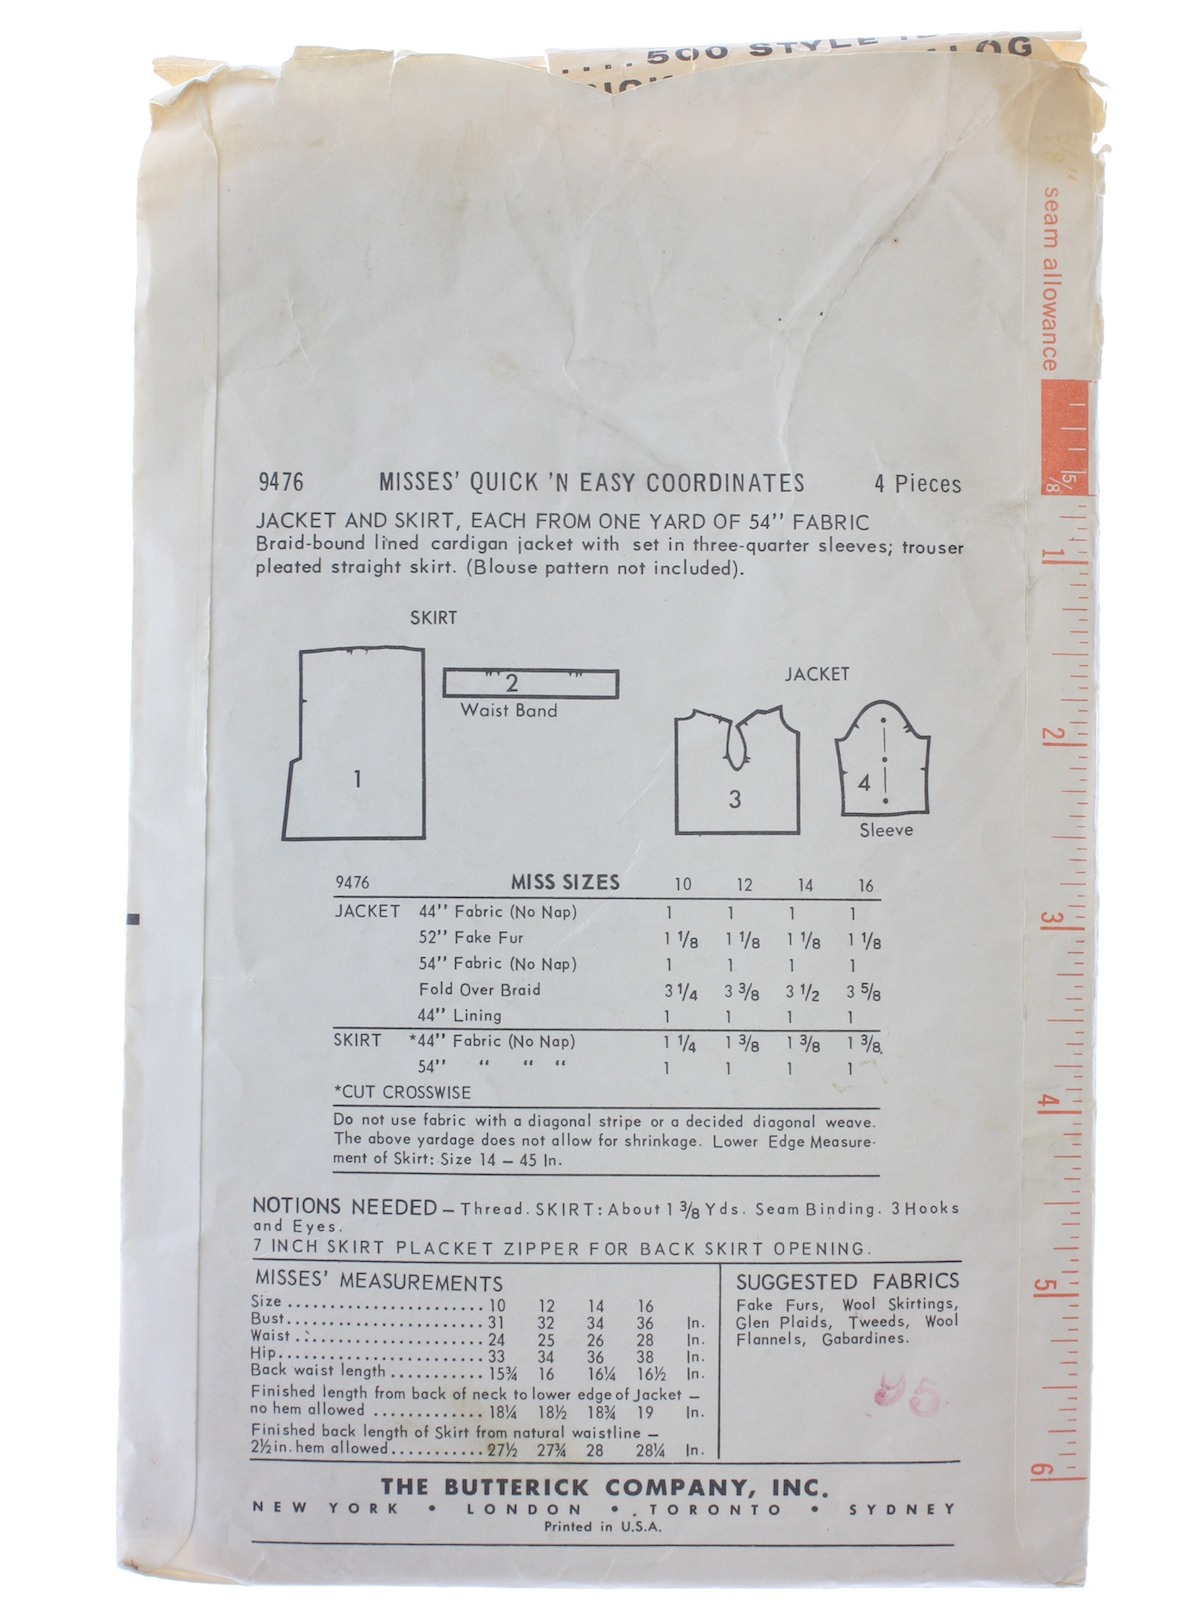 .... 500 STYLE
LOG
5/8"
seam allowance
5/8
1
2
3
4
5
6
9476 MISSES' QUICK 'N EASY COORDINATES 4 Pieces
JACKET AND SKIRT, EACH FROM ONE YARD OF 54'' FABRIC
Braid-bound lined cardigan jacket with set in three-quarter sleeves; trouser
pleated straight skirt. (Blouse pattern not included).
SKIRT
1
2
Waist Band
JACKET
3
4
Sleeve
9476 MISS SIZES 10 12 14 16
JACKET 44'' Fabric (No Nap) 1 1 1 1
52'' Fake Fur 1 1/8 1 1/8 1 1/8 1 1/8
54'' Fabric (No Nap) 1 1 1 1
Fold Over Braid 3 1/4 3 3/8 3 1/2 3 5/8
44'' Lining 1 1 1 1
SKIRT *44'' Fabric (No Nap) 1 1/4 1 3/8 1 3/8 1 3/8
54'' " " " 1 1 1 1
*CUT CROSSWISE
Do not use fabric with a diagonal stripe or a decided diagonal weave.
The above yardage does not allow for shrinkage. Lower Edge Measure-
ment of Skirt: Size 14 – 45 In.
NOTIONS NEEDED – Thread. SKIRT: About 1 3/8 Yds. Seam Binding. 3 Hooks
and Eyes.
7 INCH SKIRT PLACKET ZIPPER FOR BACK SKIRT OPENING.
MISSES' MEASUREMENTS
Size ........................ 10 12 14 16
Bust........................ 31 32 34 36 In.
Waist ....................... 24 25 26 28 In.
Hip......................... 33 34 36 38 In.
Back waist length ........... 15¾ 16 16¼ 16½ In.
Finished length from back of neck to lower edge of Jacket –
no hem allowed ............. 18¼ 18½ 18¾ 19 In.
Finished back length of Skirt from natural waistline –
2½ in. hem allowed........... 27½ 27¾ 28 28¼ In.
SUGGESTED FABRICS
Fake Furs, Wool Skirtings,
Glen Plaids, Tweeds, Wool
Flannels, Gabardines.
95
THE BUTTERICK COMPANY, INC.
NEW YORK • LONDON • TORONTO • SYDNEY
Printed in U.S.A.